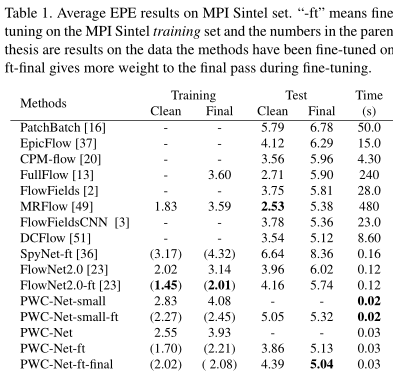 Table 1. Average EPE results on MPI Sintel set. “-ft” means fine
tuning on the MPI Sintel training set and the numbers in the paren
thesis are results on the data the methods have been fine-tuned on
ft-final gives more weight to the final pass during fine-tuning.
Methods Training Test Time
Clean Final Clean Final (s)
PatchBatch [16] - - 5.79 6.78 50.0
EpicFlow [37] - - 4.12 6.29 15.0
CPM-flow [20] - - 3.56 5.96 4.30
FullFlow [13] - 3.60 2.71 5.90 240
FlowFields [2] - - 3.75 5.81 28.0
MRFlow [49] 1.83 3.59 2.53 5.38 480
FlowFieldsCNN [3] - - 3.78 5.36 23.0
DCFlow [51] - - 3.54 5.12 8.60
SpyNet-ft [36] (3.17) (4.32) 6.64 8.36 0.16
FlowNet2.0 [23] 2.02 3.14 3.96 6.02 0.12
FlowNet2.0-ft [23] (1.45) (2.01) 4.16 5.74 0.12
PWC-Net-small 2.83 4.08 - - 0.02
PWC-Net-small-ft (2.27) (2.45) 5.05 5.32 0.02
PWC-Net 2.55 3.93 - - 0.03
PWC-Net-ft (1.70) (2.21) 3.86 5.13 0.03
PWC-Net-ft-final (2.02) ( 2.08) 4.39 5.04 0.03